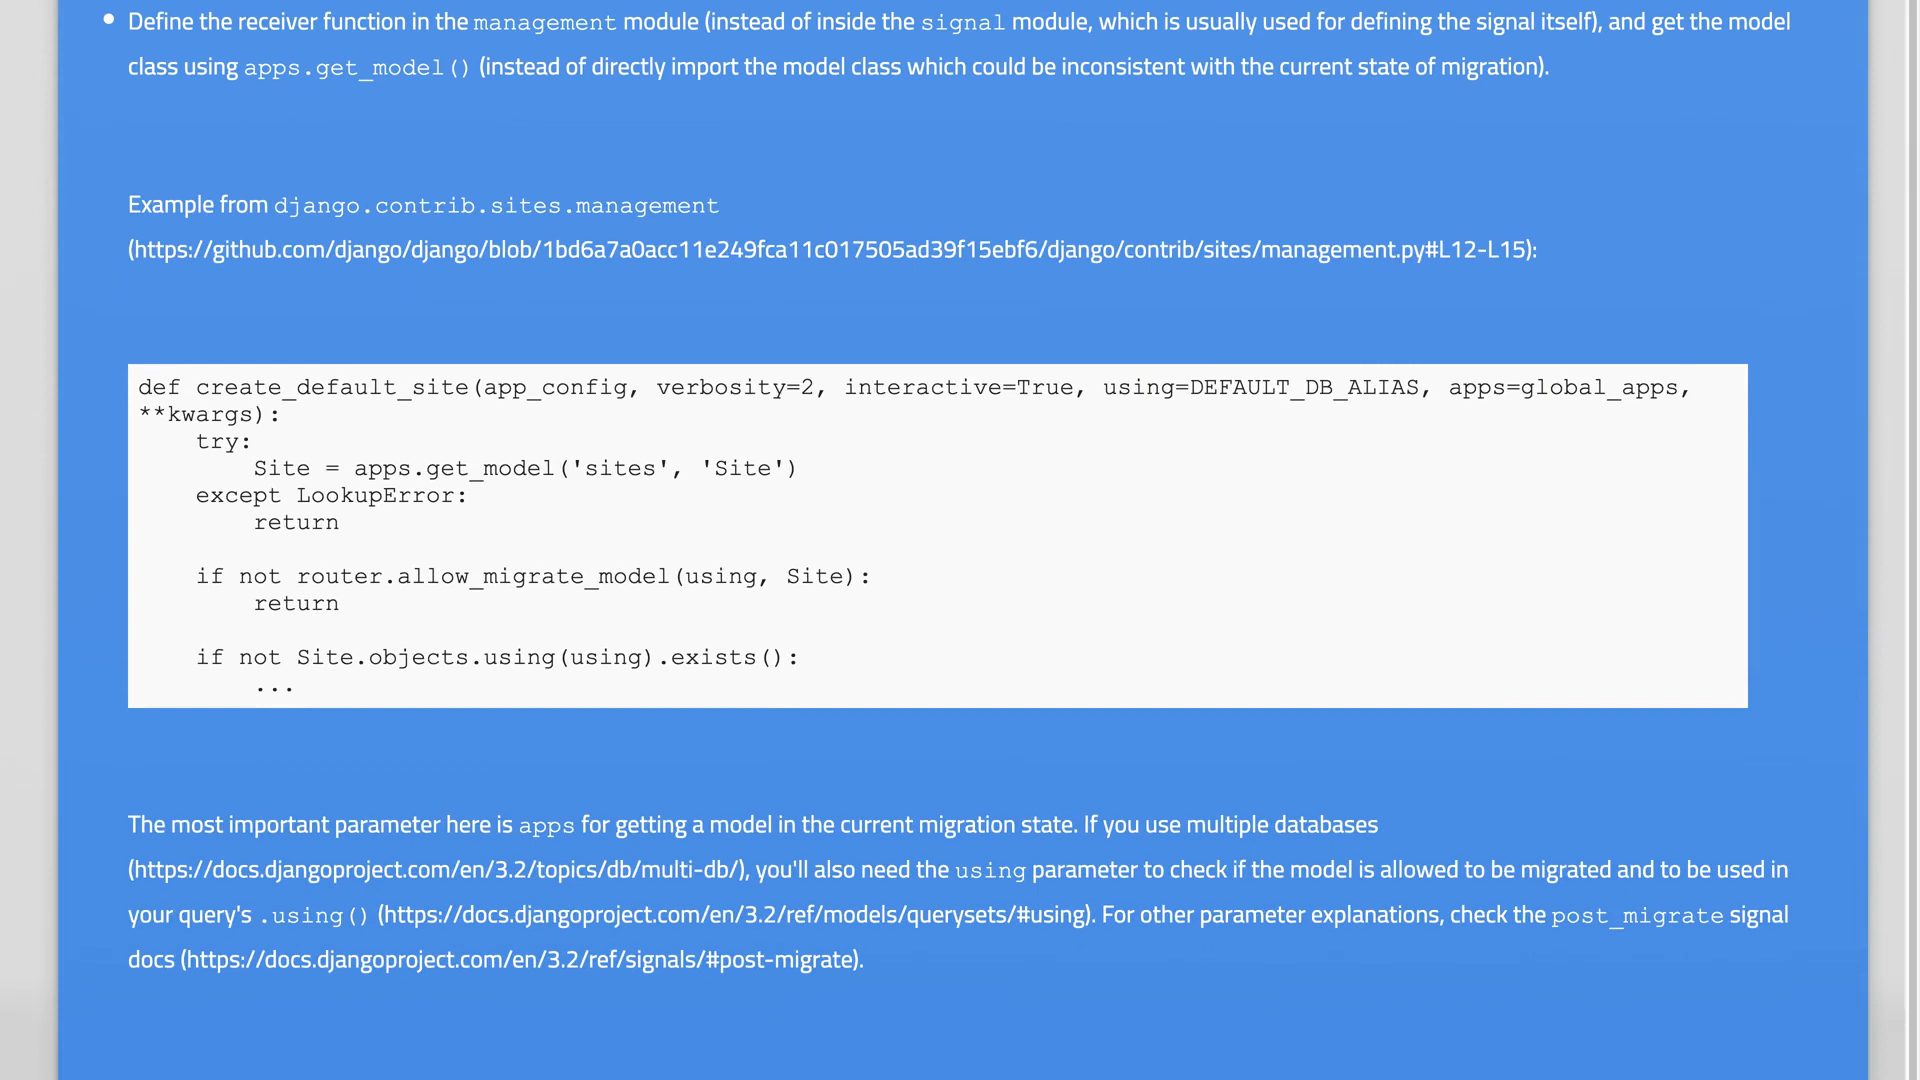 • Define the receiver function in the management module (instead of inside the signal module, which is usually used for defining the signal itself), and get the model
class using apps.get_model() (instead of directly import the model class which could be inconsistent with the current state of migration).
Example from django.contrib.sites.management
(https://github.com/django/django/blob/1bd6a7a0acc11e249fca11c017505ad39f15ebf6/django/contrib/sites/management.py#L12-L15):
def create_default_site(app_config, verbosity=2, interactive=True, using=DEFAULT_DB_ALIAS, apps=global_apps,
**kwargs):
    try:
        Site = apps.get_model('sites', 'Site')
    except LookupError:
        return
    if not router.allow_migrate_model(using, Site):
        return
    if not Site.objects.using(using).exists():
        ...
The most important parameter here is apps for getting a model in the current migration state. If you use multiple databases
(https://docs.djangoproject.com/en/3.2/topics/db/multi-db/), you'll also need the using parameter to check if the model is allowed to be migrated and to be used in
your query's .using() (https://docs.djangoproject.com/en/3.2/ref/models/querysets/#using). For other parameter explanations, check the post_migrate signal
docs (https://docs.djangoproject.com/en/3.2/ref/signals/#post-migrate).